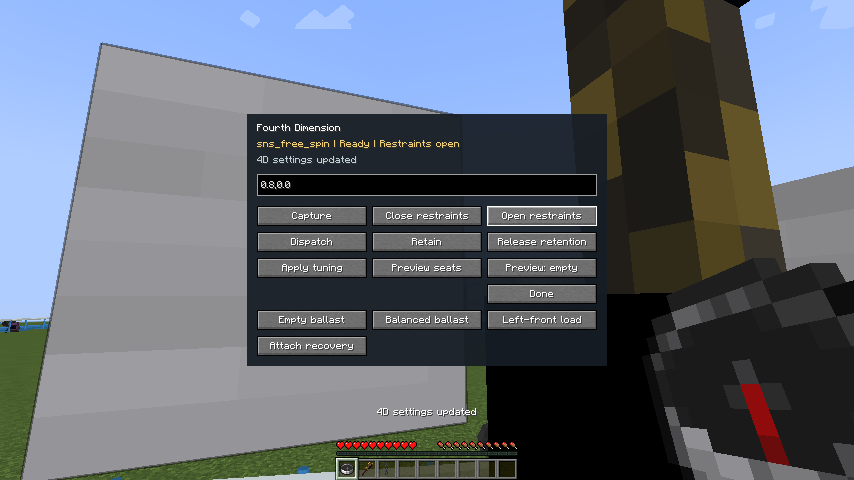 Fourth Dimension
sns_free_spin | Ready | Restraints open
4D settings updated
0.8,0.0
Capture
Close restraints
Open restraints
Dispatch
Retain
Release retention
Apply tuning
Preview seats
Preview: empty
Done
Empty ballast
Balanced ballast
Left-front load
Attach recovery
4D settings updated